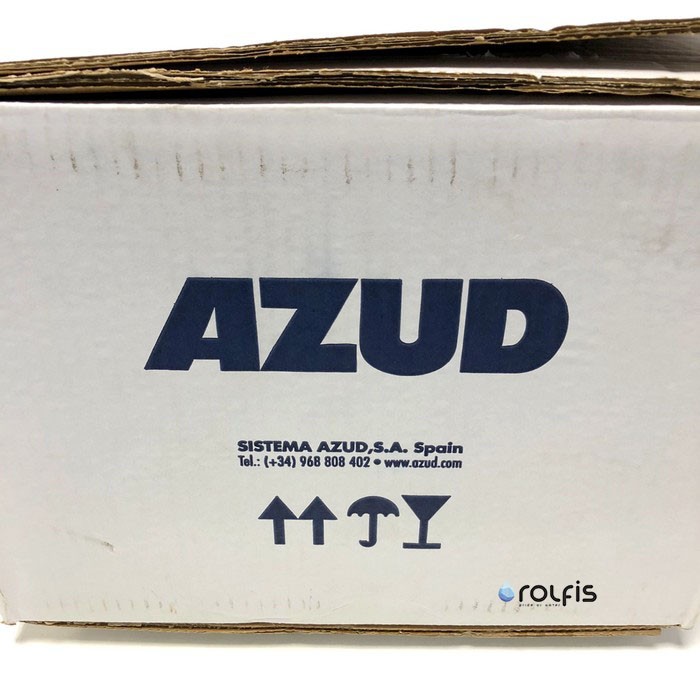 AZUD
SISTEMA AZUD,S.A. Spain
Tel.: (+34) 968 808 402 • www.azud.com
rolfis